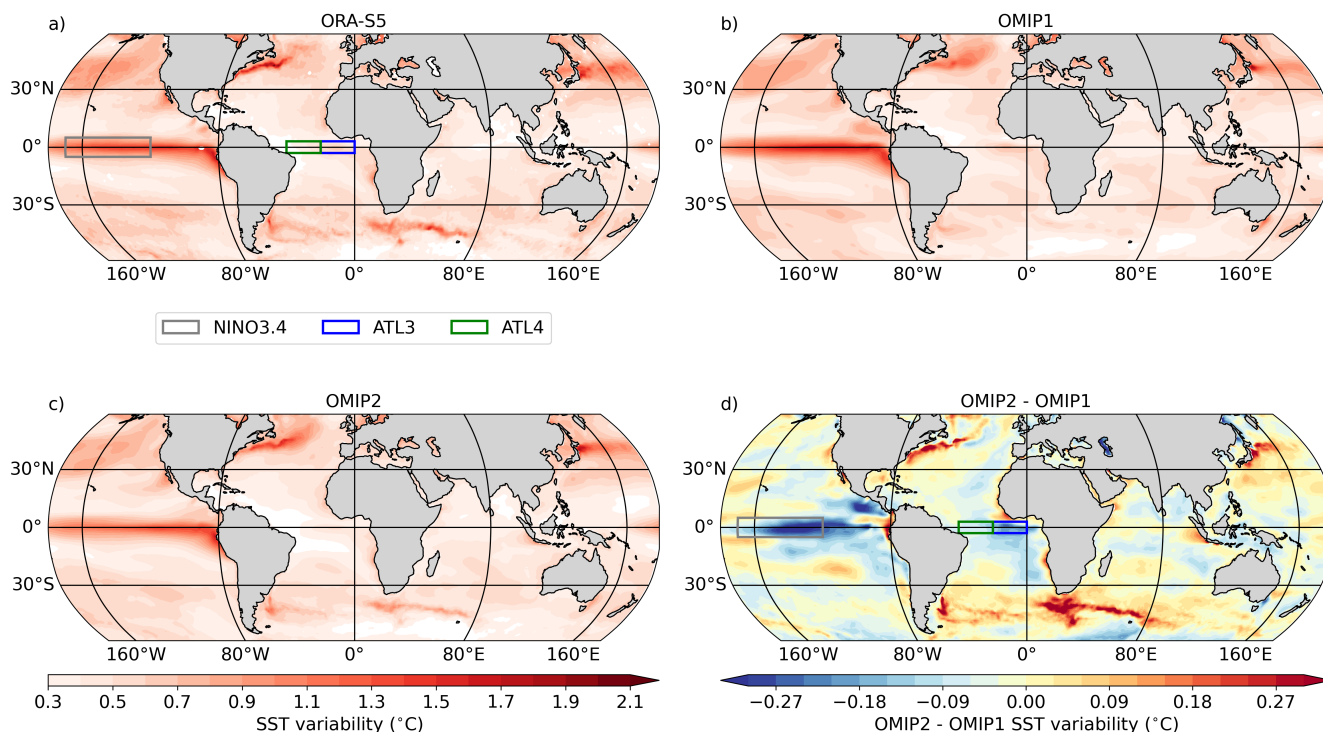 a) ORA-S5
b) OMIP1
30°N
0°
30°S
160°W 80°W 0° 80°E 160°E
30°N
0°
30°S
160°W 80°W 0° 80°E 160°E
NINO3.4 ATL3 ATL4
c) OMIP2
d) OMIP2 - OMIP1
30°N
0°
30°S
160°W 80°W 0° 80°E 160°E
30°N
0°
30°S
160°W 80°W 0° 80°E 160°E
0.3 0.5 0.7 0.9 1.1 1.3 1.5 1.7 1.9 2.1
SST variability (°C)
−0.27 −0.18 −0.09 0.00 0.09 0.18 0.27
OMIP2 - OMIP1 SST variability (°C)